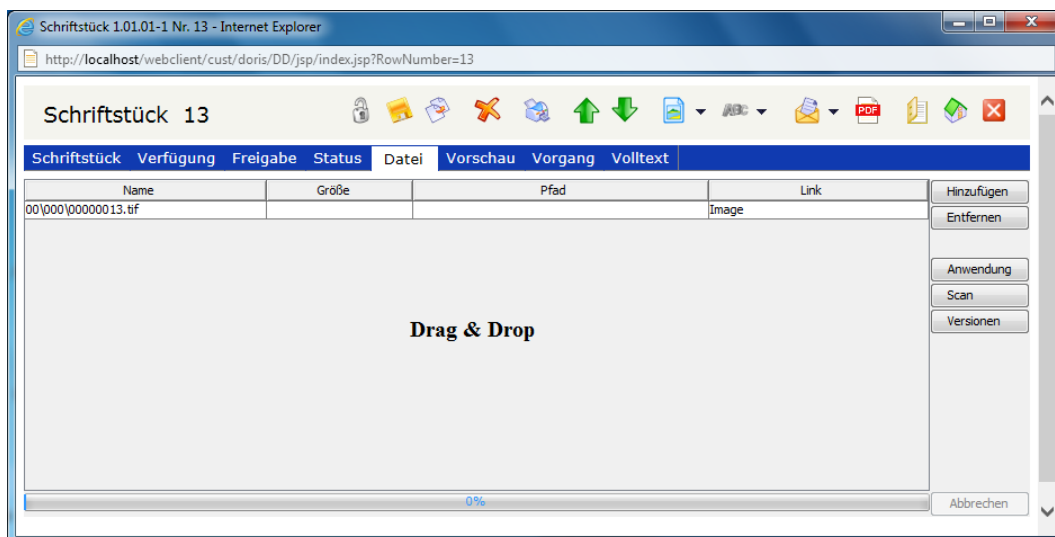 Schriftstück 1.01.01-1 Nr. 13 - Internet Explorer
http://localhost/webclient/cust/doris/DD/jsp/index.jsp?RowNumber=13
Schriftstück 13
ABC
PDF
Schriftstück Verfügung Freigabe Status Datei Vorschau Vorgang Volltext
Name Größe Pfad Link
00\000\00000013.tif Image
Hinzufügen
Entfernen
Anwendung
Scan
Versionen
Drag & Drop
0%
Abbrechen